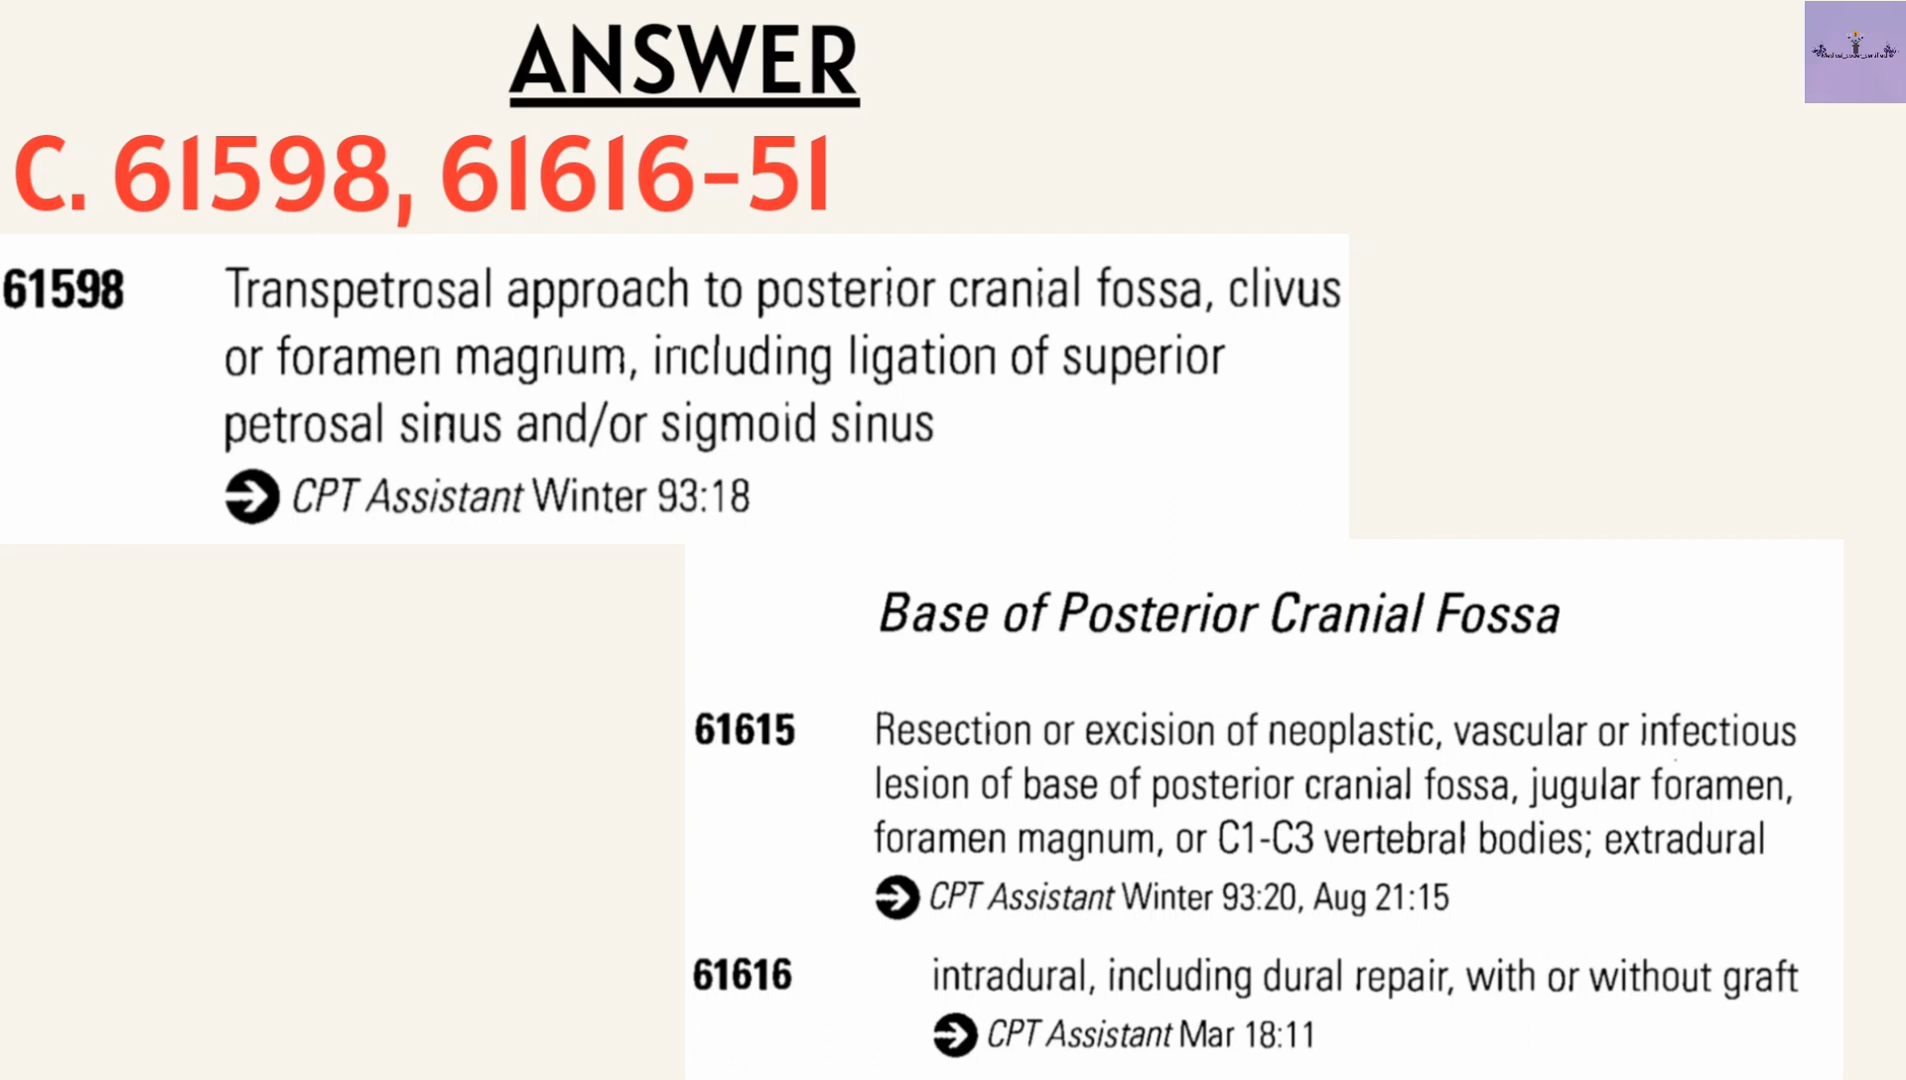 ANSWER
C. 61598, 61616-51
61598 Transpetrosal approach to posterior cranial fossa, clivus
or foramen magnum, including ligation of superior
petrosal sinus and/or sigmoid sinus
CPT Assistant Winter 93:18
Base of Posterior Cranial Fossa
61615 Resection or excision of neoplastic, vascular or infectious
lesion of base of posterior cranial fossa, jugular foramen,
foramen magnum, or C1-C3 vertebral bodies; extradural
CPT Assistant Winter 93:20, Aug 21:15
61616 intradural, including dural repair, with or without graft
CPT Assistant Mar 18:11